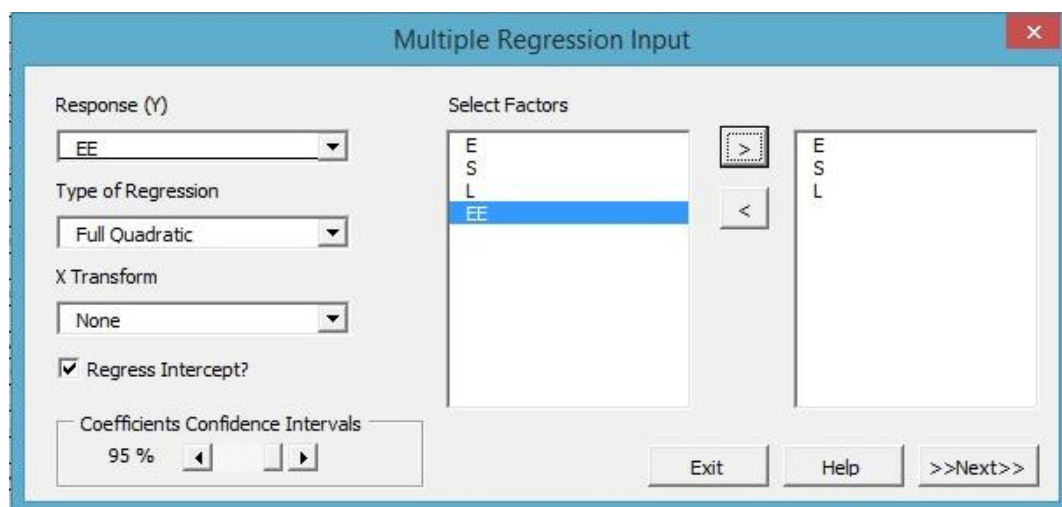 Multiple Regression Input
Response (Y)
EE
Type of Regression
Full Quadratic
X Transform
None
Regress Intercept?
Coefficients Confidence Intervals
95 %
Select Factors
E
S
L
EE
>
<
E
S
L
Exit
Help
>>Next>>